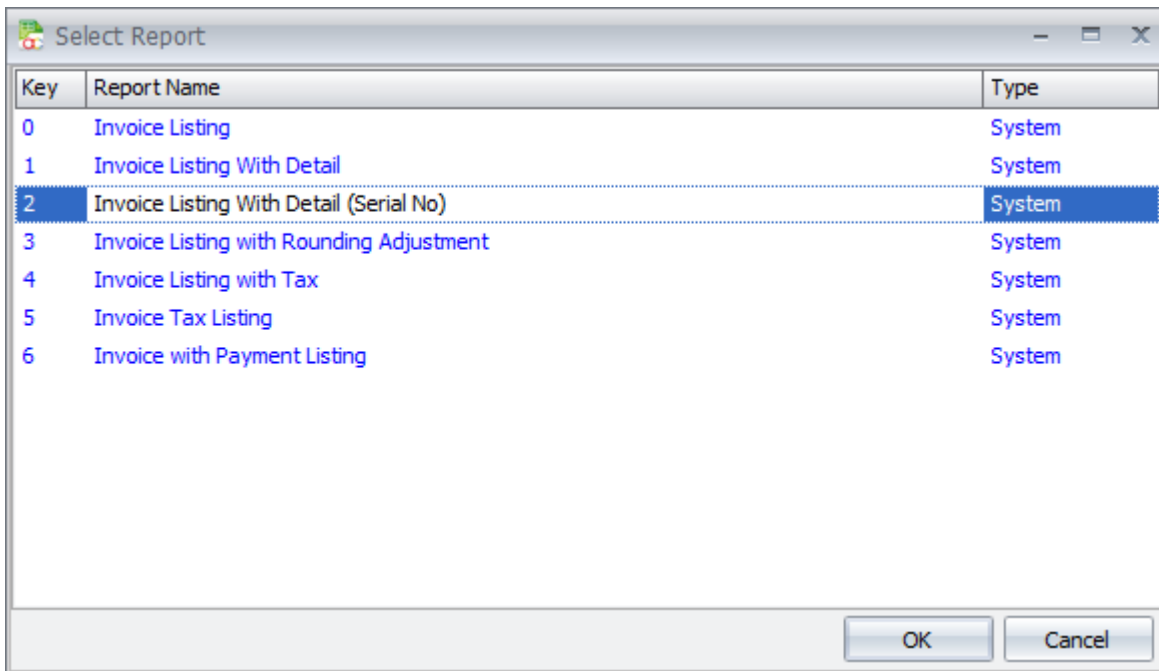 Select Report
Key Report Name Type
0 Invoice Listing System
1 Invoice Listing With Detail System
2 Invoice Listing With Detail (Serial No) System
3 Invoice Listing with Rounding Adjustment System
4 Invoice Listing with Tax System
5 Invoice Tax Listing System
6 Invoice with Payment Listing System
OK Cancel